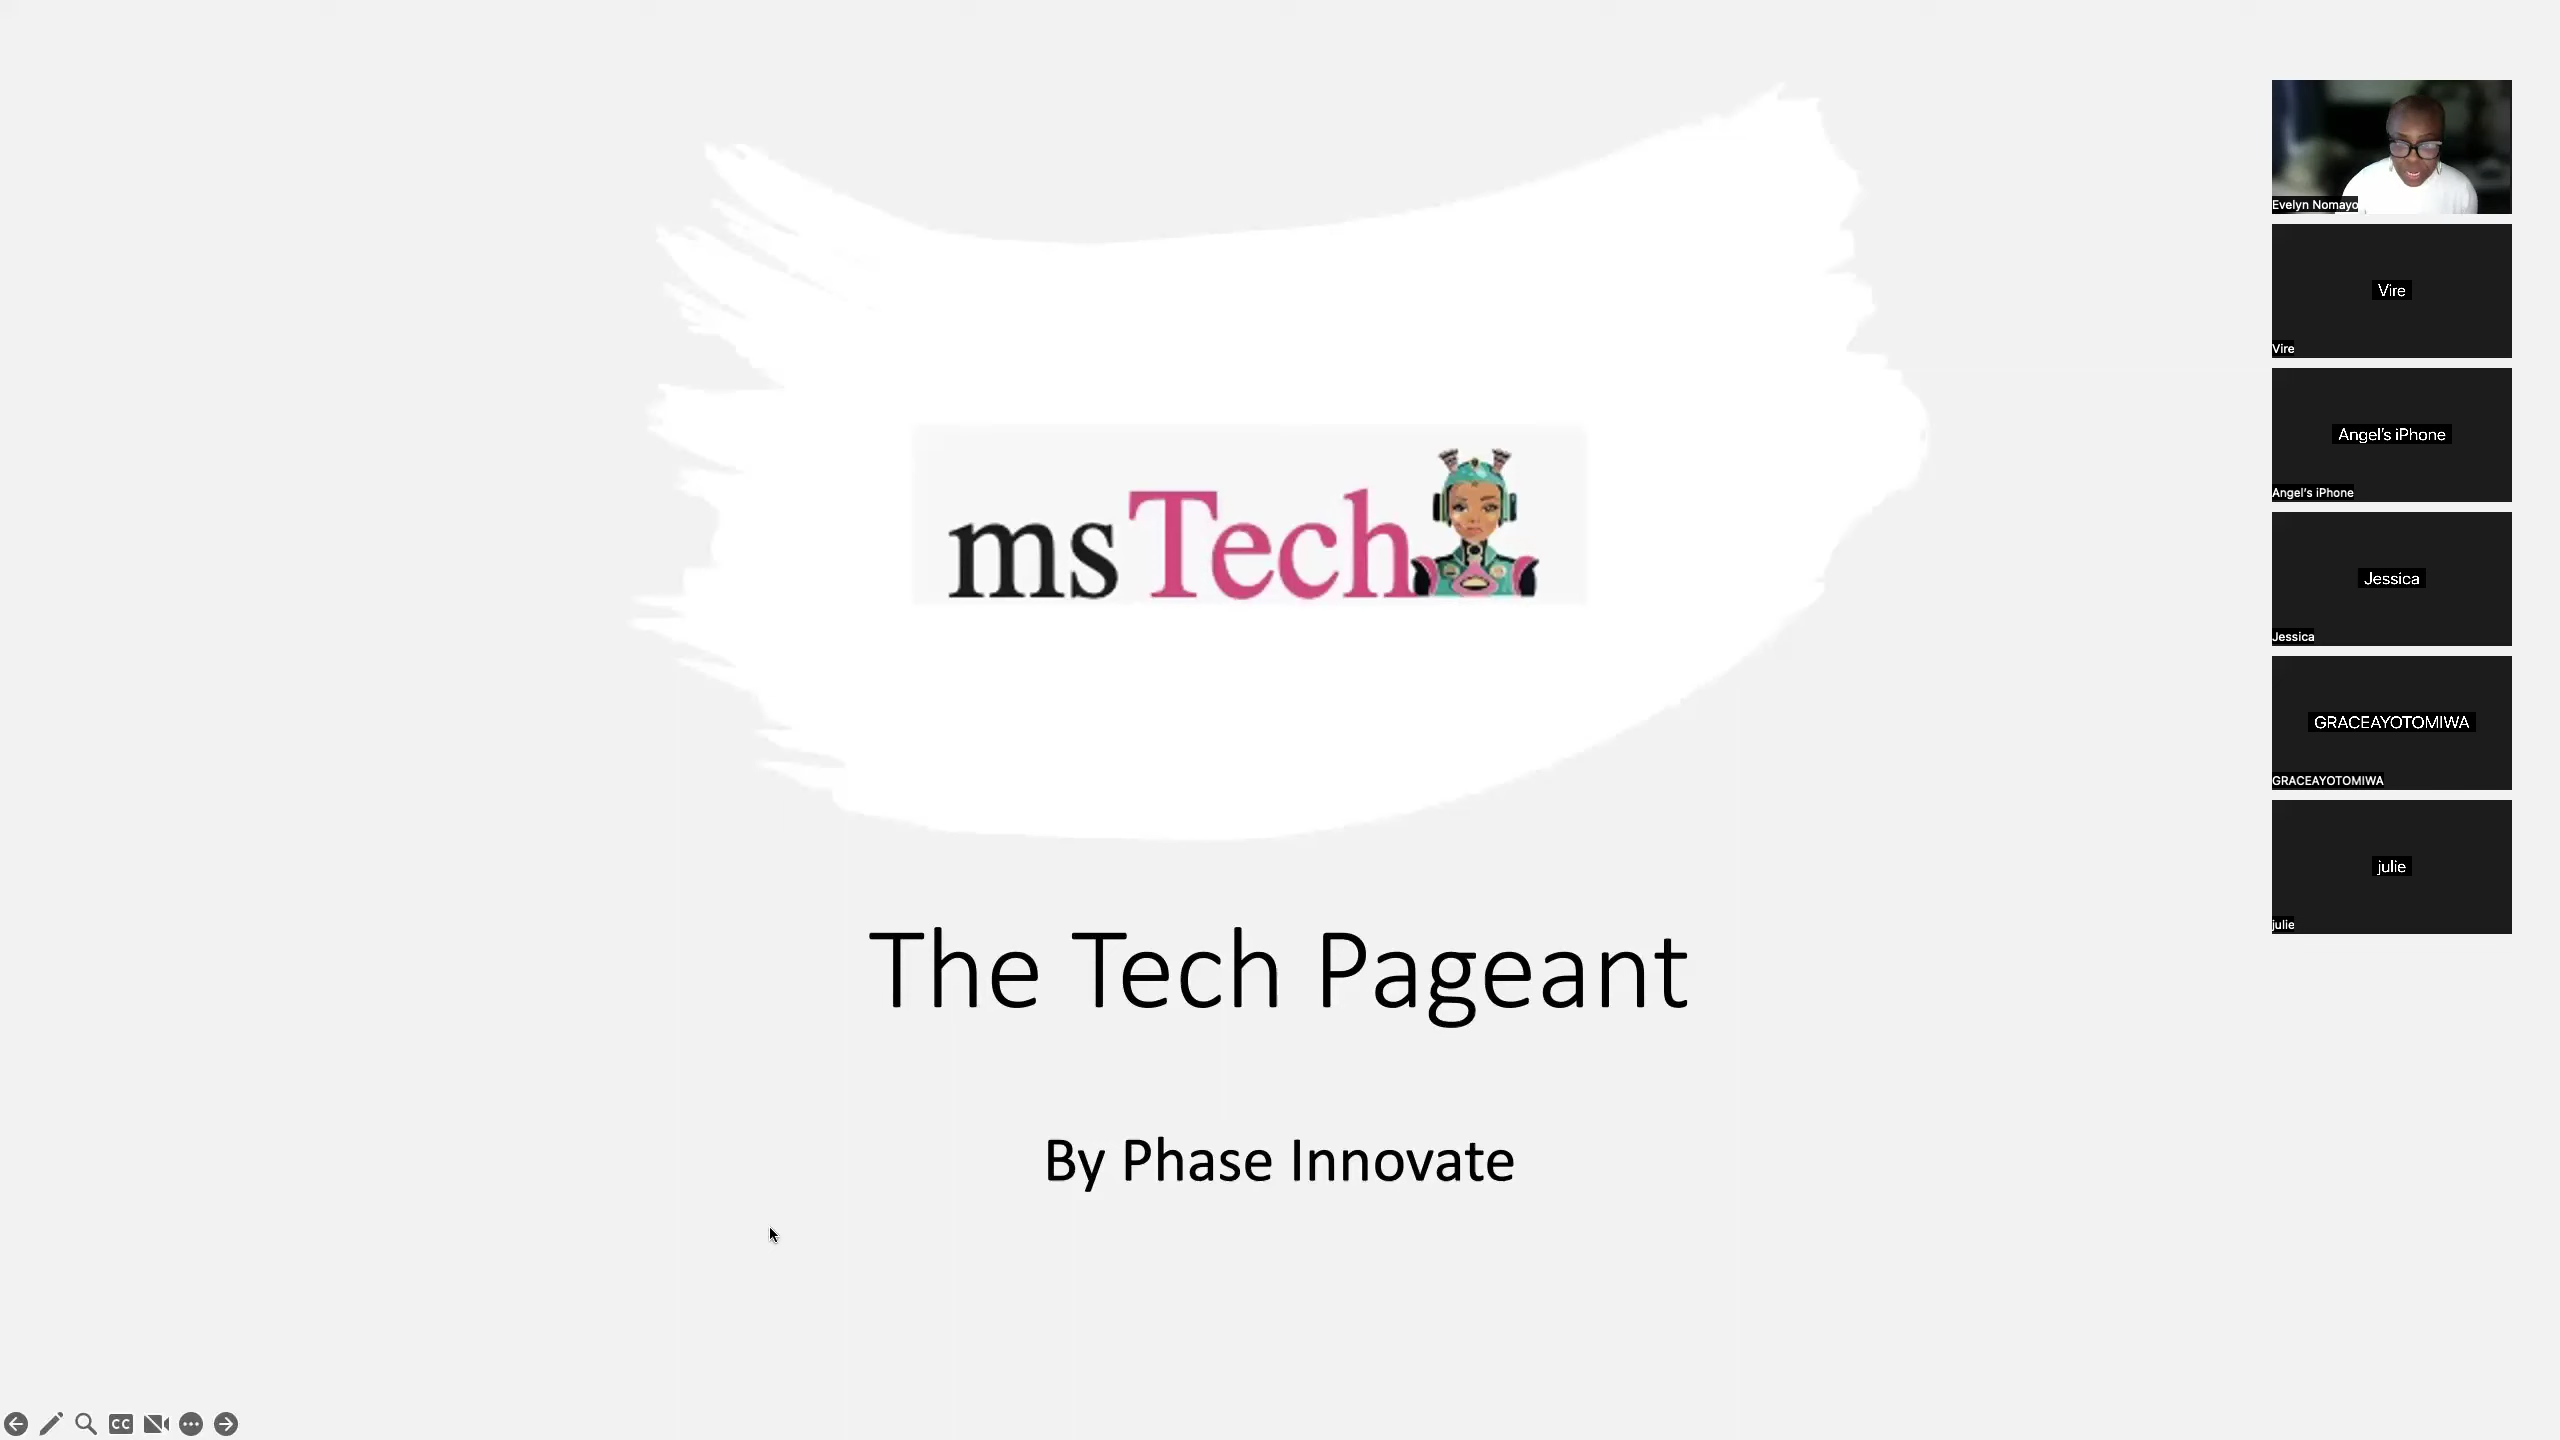 msTech
The Tech Pageant
By Phase Innovate
Evelyn Nomayo
Vire
Vire
Angel's iPhone
Angel's iPhone
Jessica
Jessica
GRACEAYOTOMIWA
GRACEAYOTOMIWA
julie
julie
CC